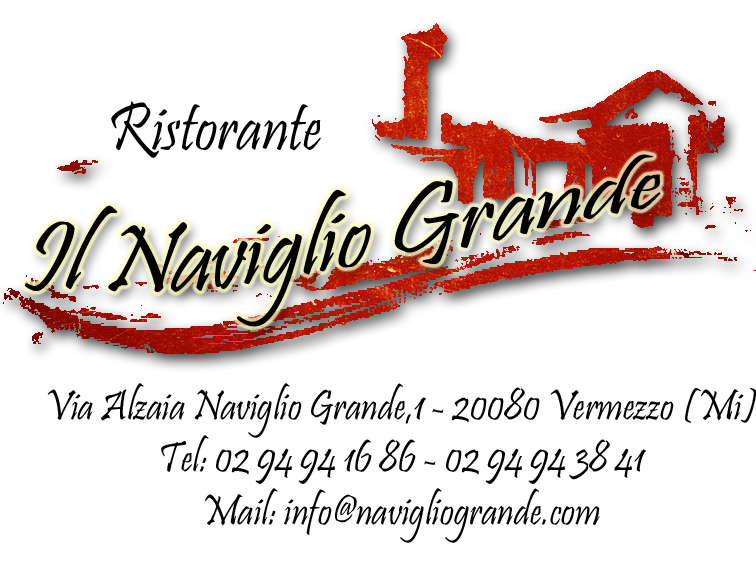 Ristorante
Il Naviglio Grande
Via Alzaia Naviglio Grande,1 - 20080 Vermezzo (Mi)
Tel: 02 94 94 16 86 - 02 94 94 38 41
Mail: info@navigliogrande.com